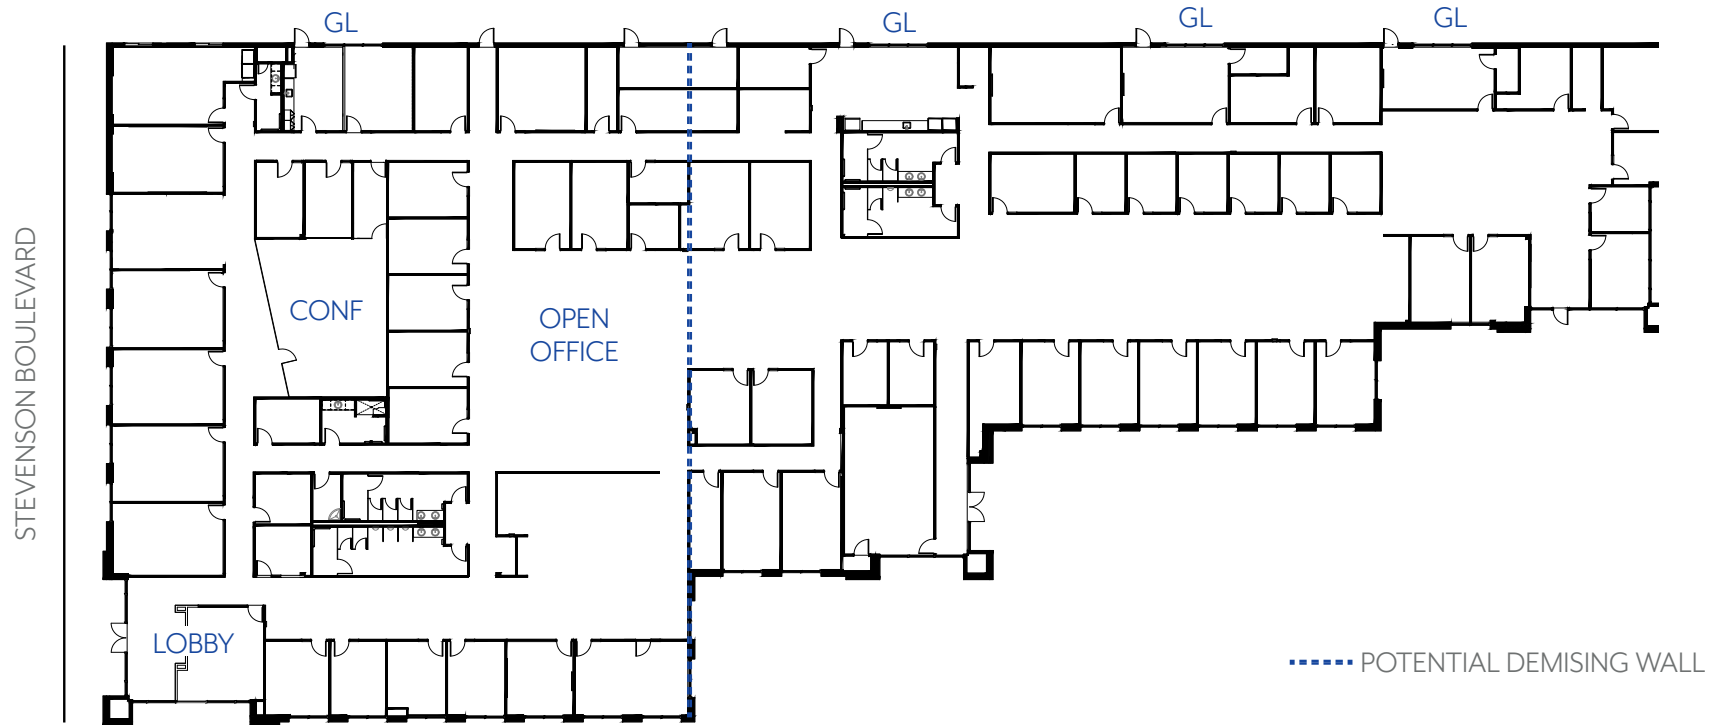 GL
GL
GL
GL
STEVENSON BOULEVARD
CONF
OPEN
OFFICE
LOBBY
POTENTIAL DEMISING WALL